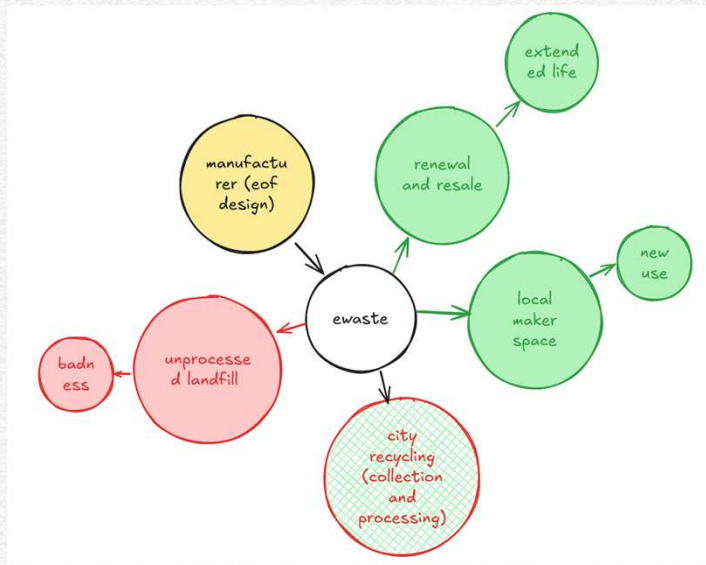 extend
ed life
manufactu
rer (eof
design)
renewal
and resale
new
use
local
maker
space
ewaste
unprocesse
d landfill
badn
ess
city
recycling
(collection
and
processing)